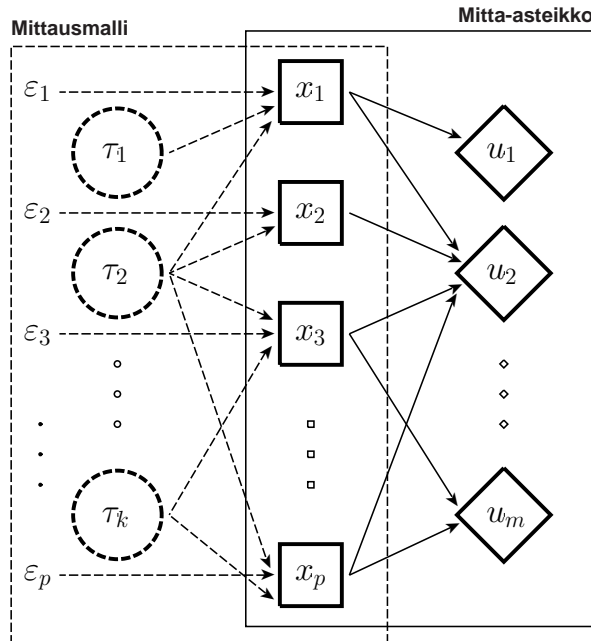 Mitta-asteikko
Mittausmalli
ε₁
x₁
τ₁
u₁
ε₂
x₂
τ₂
u₂
ε₃
x₃
τₖ
uₘ
εₚ
xₚ